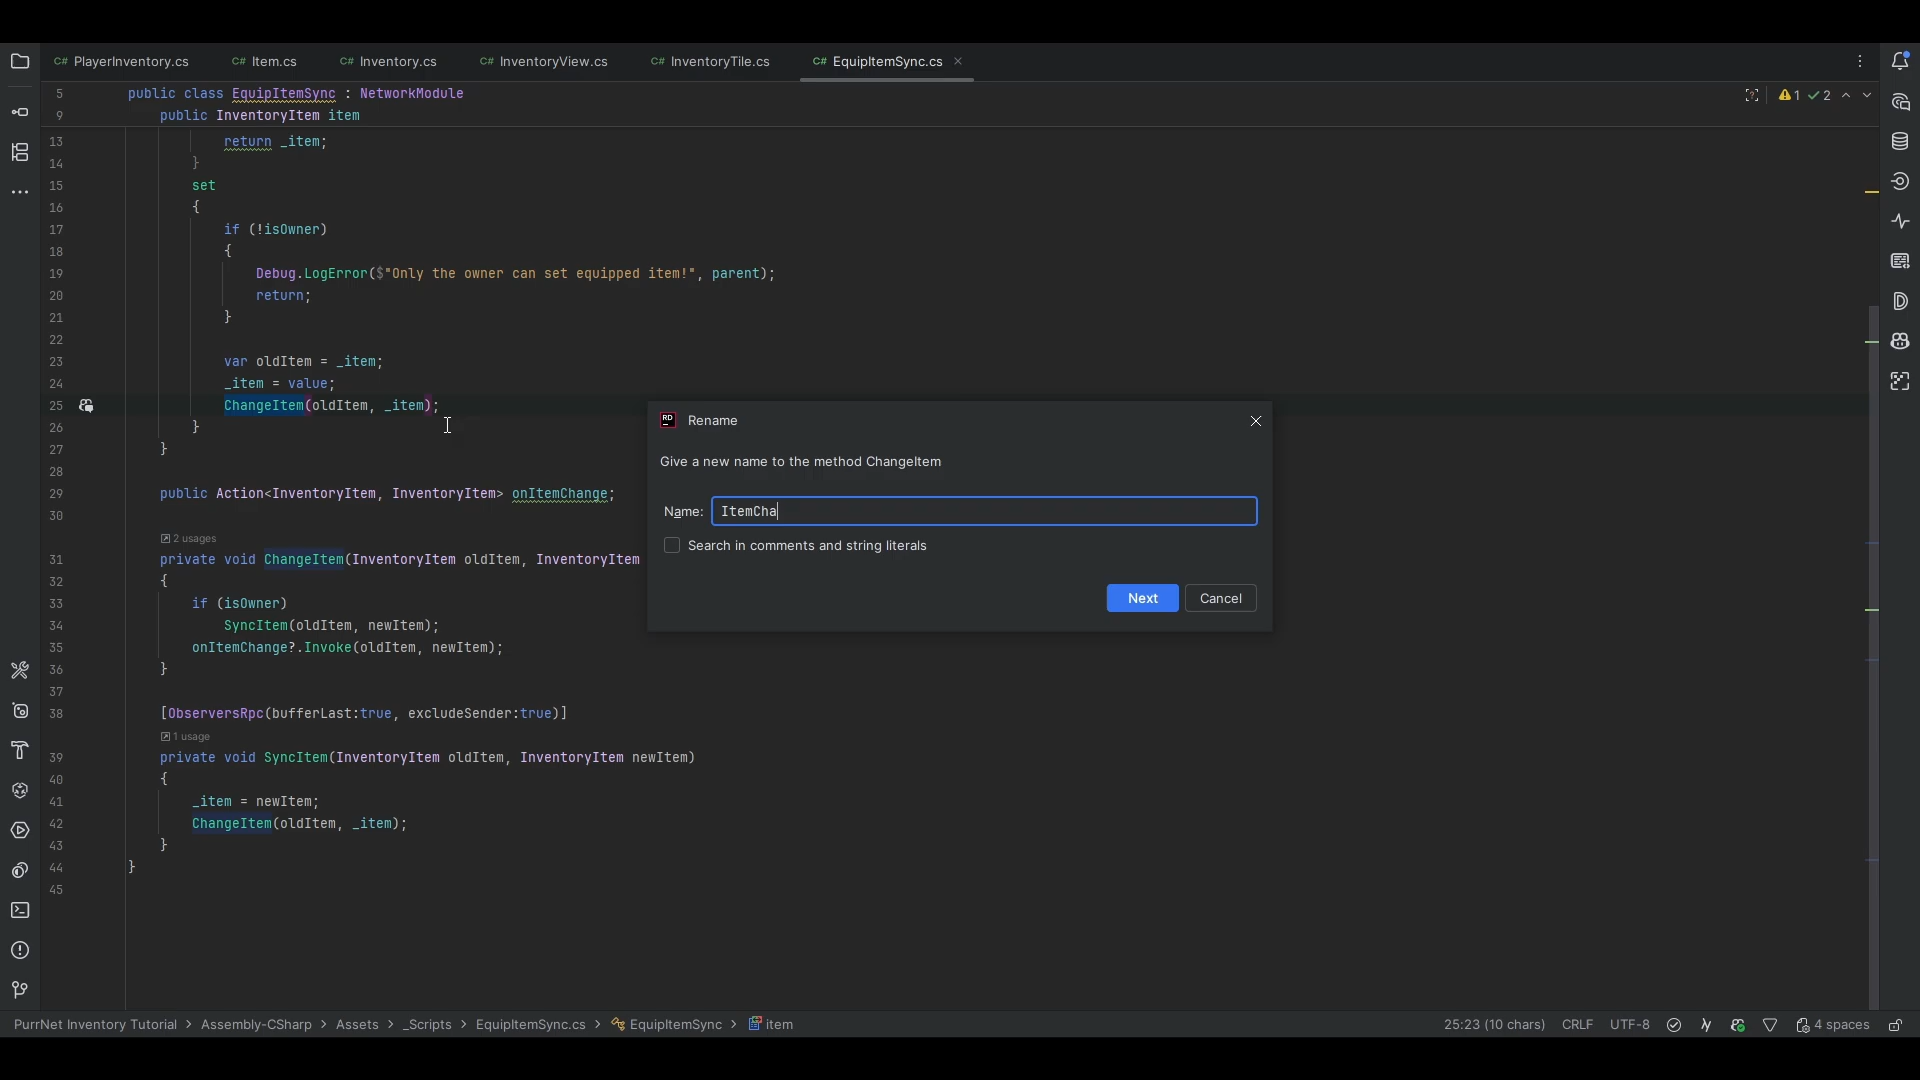 C# PlayerInventory.cs C# Item.cs C# Inventory.cs C# InventoryView.cs C# InventoryTile.cs C# EquipItemSync.cs
5 public class EquipItemSync : NetworkModule
1 2
9 public InventoryItem item
13 return _item;
14 }
15 set
16 {
17 if (!isOwner)
18 {
19 Debug.LogError($"Only the owner can set equipped item!", parent);
20 return;
21 }
22
23 var oldItem = _item;
24 _item = value;
25 ChangeItem(oldItem, _item);
26 }
27 }
28
29 public Action<InventoryItem, InventoryItem> onItemChange;
30
2 usages
31 private void ChangeItem(InventoryItem oldItem, InventoryItem
32 {
33 if (isOwner)
34 SyncItem(oldItem, newItem);
35 onItemChange?.Invoke(oldItem, newItem);
36 }
37
38 [ObserversRpc(bufferLast:true, excludeSender:true)]
1 usage
39 private void SyncItem(InventoryItem oldItem, InventoryItem newItem)
40 {
41 _item = newItem;
42 ChangeItem(oldItem, _item);
43 }
44 }
45
RD Rename
Give a new name to the method ChangeItem
Name: ItemCha
Search in comments and string literals
Next Cancel
PurrNet Inventory Tutorial > Assembly-CSharp > Assets > _Scripts > EquipItemSync.cs > EquipItemSync > item
25:23 (10 chars) CRLF UTF-8 4 spaces